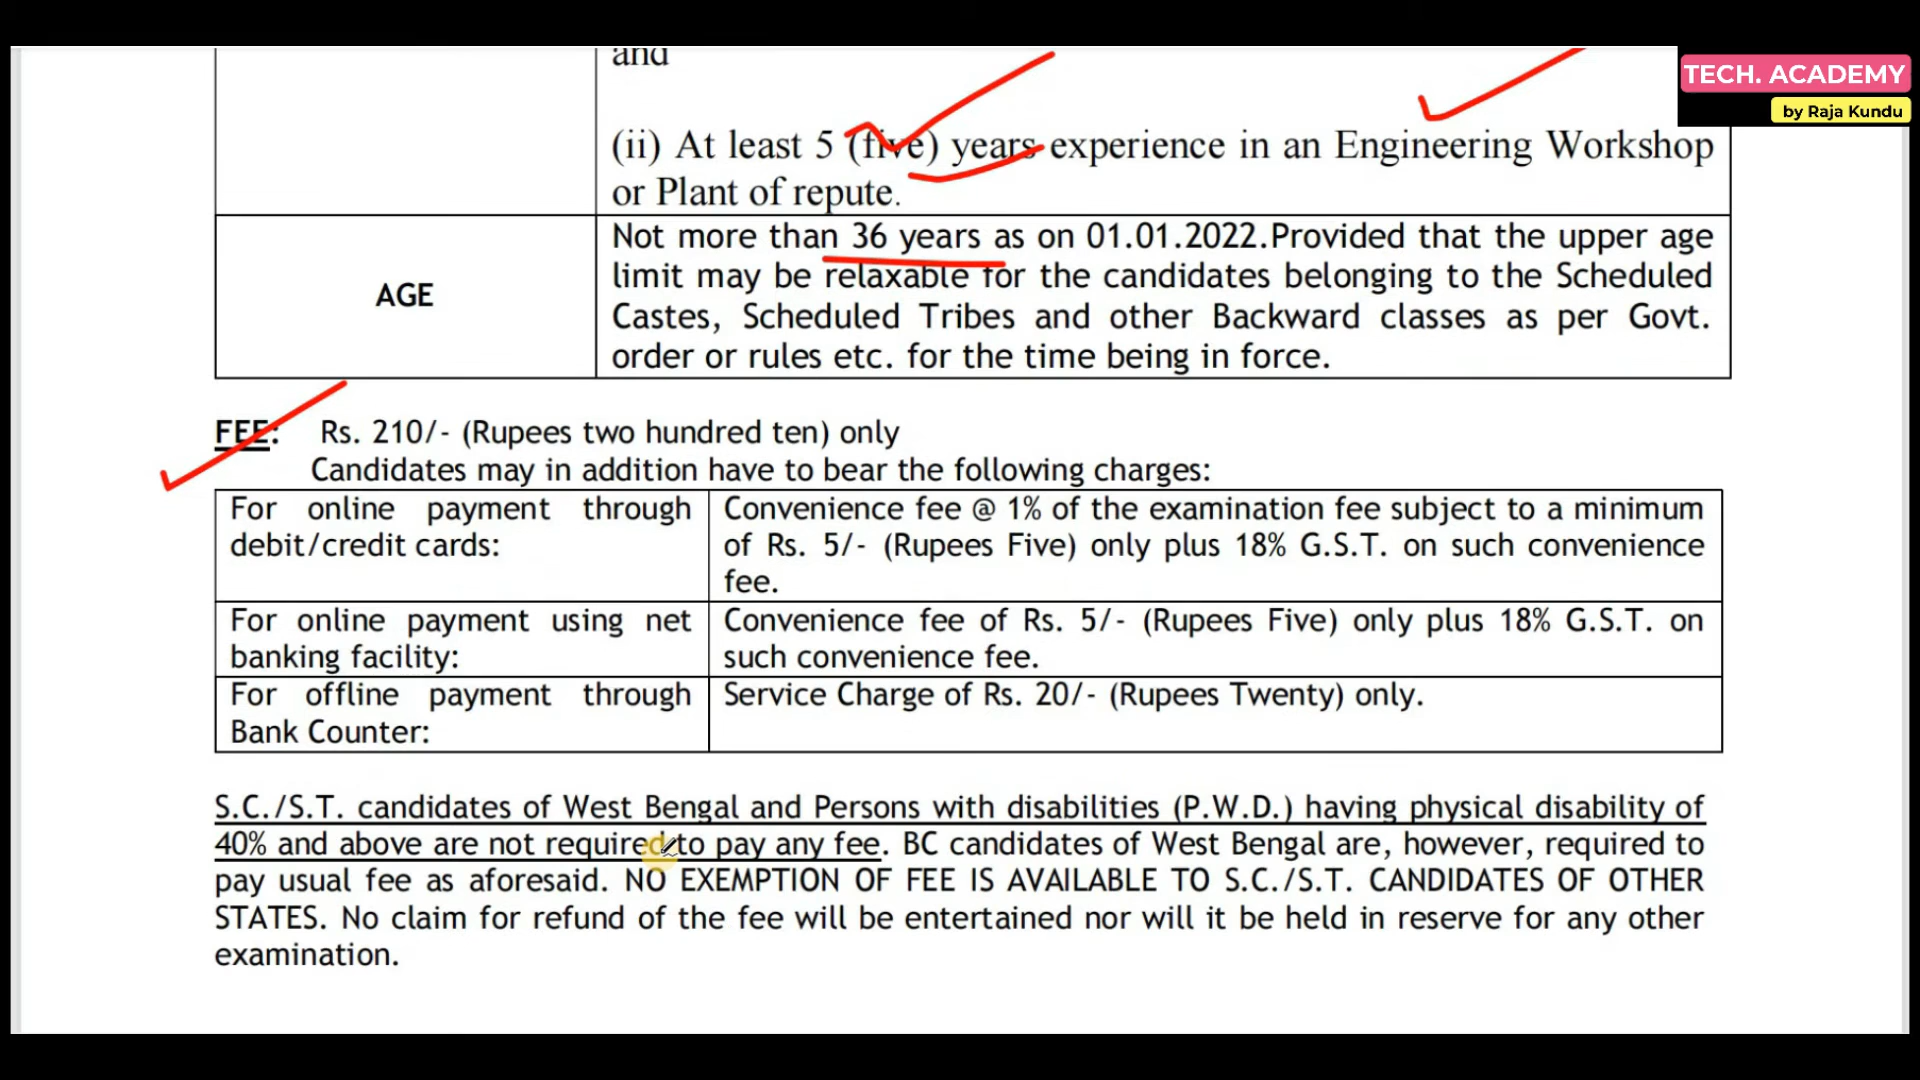 and
TECH. ACADEMY
by Raja Kundu
(ii) At least 5 (five) years experience in an Engineering Workshop
or Plant of repute.
AGE
Not more than 36 years as on 01.01.2022.Provided that the upper age
limit may be relaxable for the candidates belonging to the Scheduled
Castes, Scheduled Tribes and other Backward classes as per Govt.
order or rules etc. for the time being in force.
FEE: Rs. 210/- (Rupees two hundred ten) only
Candidates may in addition have to bear the following charges:
For online payment through
debit/credit cards:
Convenience fee @ 1% of the examination fee subject to a minimum
of Rs. 5/- (Rupees Five) only plus 18% G.S.T. on such convenience
fee.
For online payment using net
banking facility:
Convenience fee of Rs. 5/- (Rupees Five) only plus 18% G.S.T. on
such convenience fee.
For offline payment through
Bank Counter:
Service Charge of Rs. 20/- (Rupees Twenty) only.
S.C./S.T. candidates of West Bengal and Persons with disabilities (P.W.D.) having physical disability of
40% and above are not required to pay any fee. BC candidates of West Bengal are, however, required to
pay usual fee as aforesaid. NO EXEMPTION OF FEE IS AVAILABLE TO S.C./S.T. CANDIDATES OF OTHER
STATES. No claim for refund of the fee will be entertained nor will it be held in reserve for any other
examination.